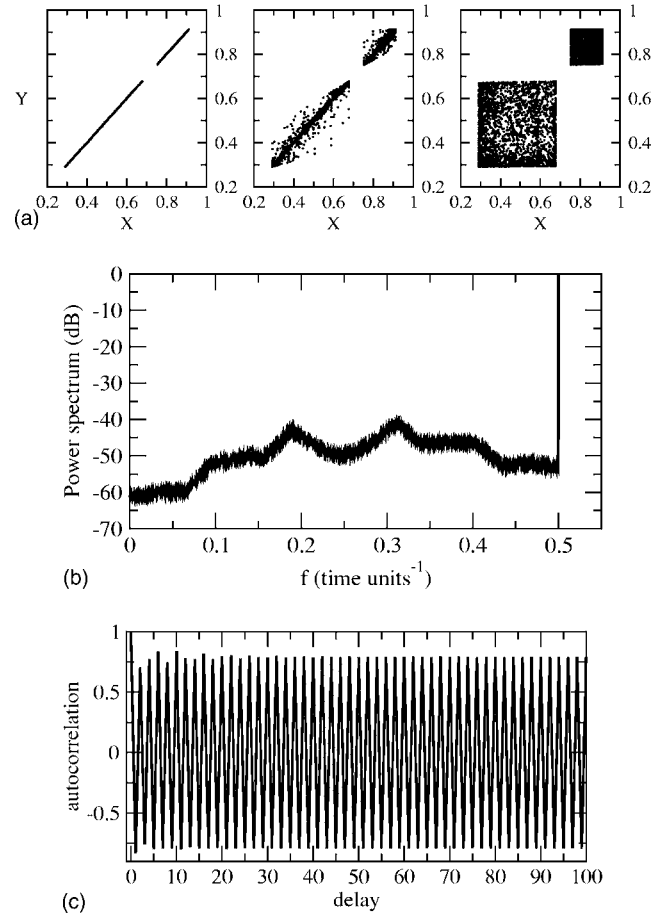 1
0.8
0.6
0.4
0.2
Y
0.2 0.4 0.6 0.8 1
X
1
0.8
0.6
0.4
0.2
0.2 0.4 0.6 0.8 1
X
1
0.8
0.6
0.4
0.2
0.2 0.4 0.6 0.8 1
X
(a)
0
-10
-20
-30
-40
-50
-60
-70
Power spectrum (dB)
0 0.1 0.2 0.3 0.4 0.5
f (time units⁻¹)
(b)
1
0.5
0
-0.5
autocorrelation
0 10 20 30 40 50 60 70 80 90 100
delay
(c)